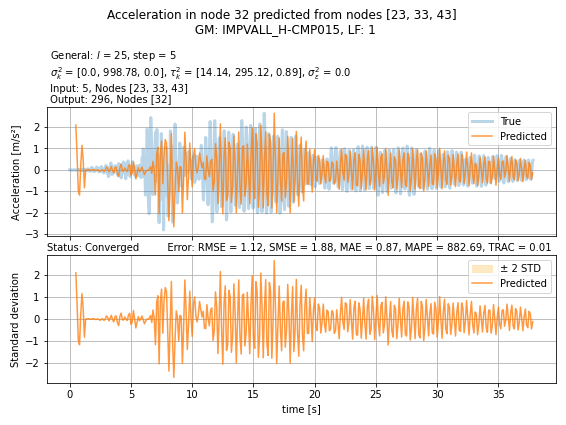 Acceleration in node 32 predicted from nodes [23, 33, 43]
GM: IMPVALL_H-CMP015, LF: 1
General: l = 25, step = 5
σ²ₖ = [0.0, 998.78, 0.0], τ²ₖ = [14.14, 295.12, 0.89], σ²ε = 0.0
Input: 5, Nodes [23, 33, 43]
Output: 296, Nodes [32]
Acceleration [m/s²]
2
1
0
−1
−2
−3
True
Predicted
Status: Converged Error: RMSE = 1.12, SMSE = 1.88, MAE = 0.87, MAPE = 882.69, TRAC = 0.01
Standard deviation
2
1
0
−1
−2
± 2 STD
Predicted
0 5 10 15 20 25 30 35
time [s]